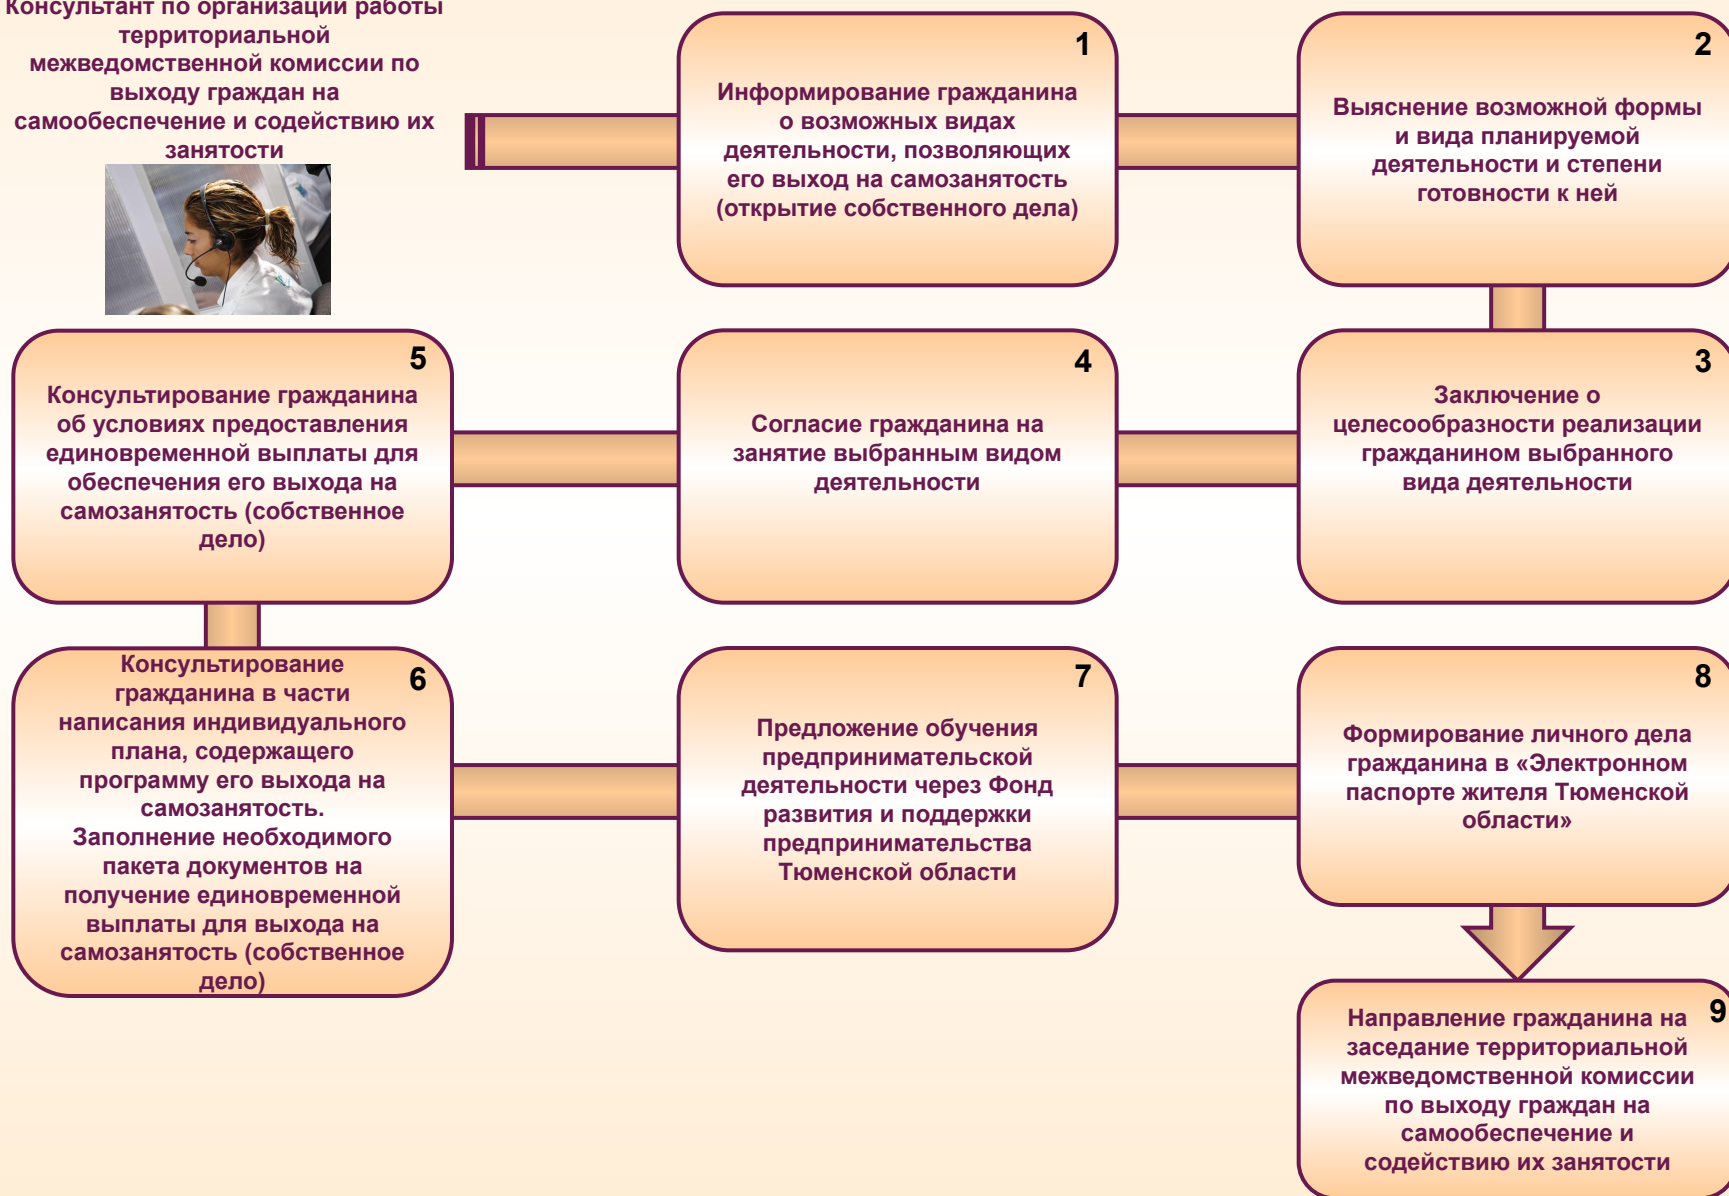 Консультант по организации работы
территориальной
межведомственной комиссии по
выходу граждан на
самообеспечение и содействию их
занятости
1
Информирование гражданина
о возможных видах
деятельности, позволяющих
его выход на самозанятость
(открытие собственного дела)
2
Выяснение возможной формы
и вида планируемой
деятельности и степени
готовности к ней
3
Заключение о
целесообразности реализации
гражданином выбранного
вида деятельности
4
Согласие гражданина на
занятие выбранным видом
деятельности
5
Консультирование гражданина
об условиях предоставления
единовременной выплаты для
обеспечения его выхода на
самозанятость (собственное
дело)
6
Консультирование
гражданина в части
написания индивидуального
плана, содержащего
программу его выхода на
самозанятость.
Заполнение необходимого
пакета документов на
получение единовременной
выплаты для выхода на
самозанятость (собственное
дело)
7
Предложение обучения
предпринимательской
деятельности через Фонд
развития и поддержки
предпринимательства
Тюменской области
8
Формирование личного дела
гражданина в «Электронном
паспорте жителя Тюменской
области»
9
Направление гражданина на
заседание территориальной
межведомственной комиссии
по выходу граждан на
самообеспечение и
содействию их занятости